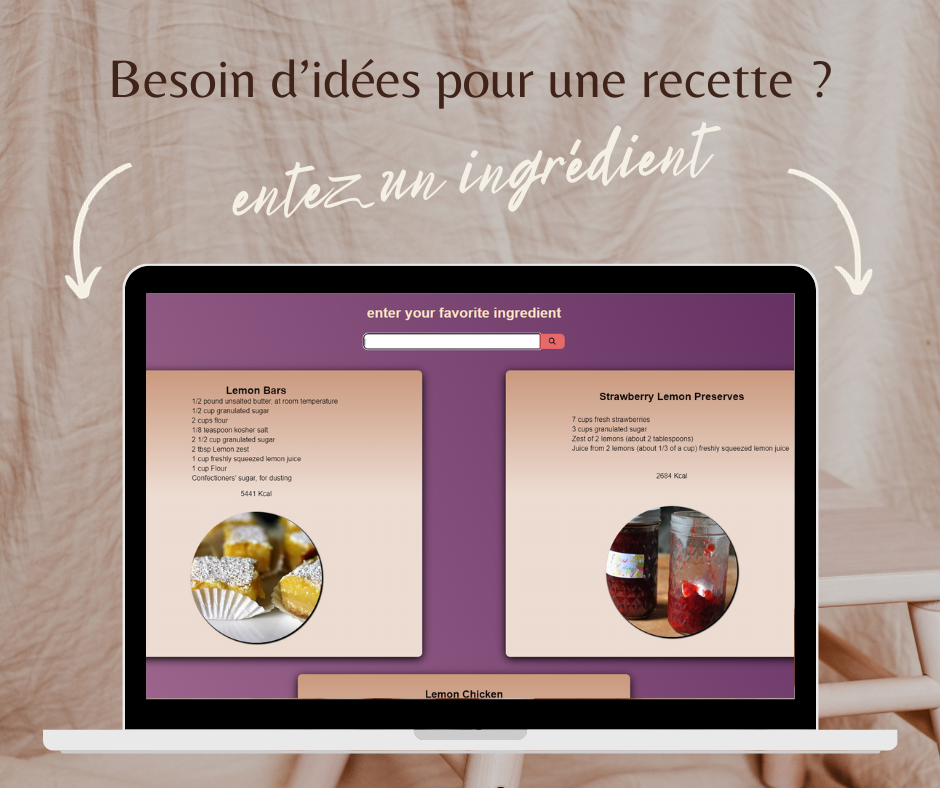 Besoin d’idées pour une recette ?
entez un ingrédient
enter your favorite ingredient
Lemon Bars
1/2 pound unsalted butter, at room temperature
1/2 cup granulated sugar
2 cups flour
1/8 teaspoon kosher salt
2 1/2 cup granulated sugar
2 tbsp Lemon zest
1 cup freshly squeezed lemon juice
1 cup Flour
Confectioners' sugar, for dusting
5441 Kcal
Strawberry Lemon Preserves
7 cups fresh strawberries
3 cups granulated sugar
Zest of 2 lemons (about 2 tablespoons)
Juice from 2 lemons (about 1/3 of a cup) freshly squeezed lemon juice
2684 Kcal
Lemon Chicken